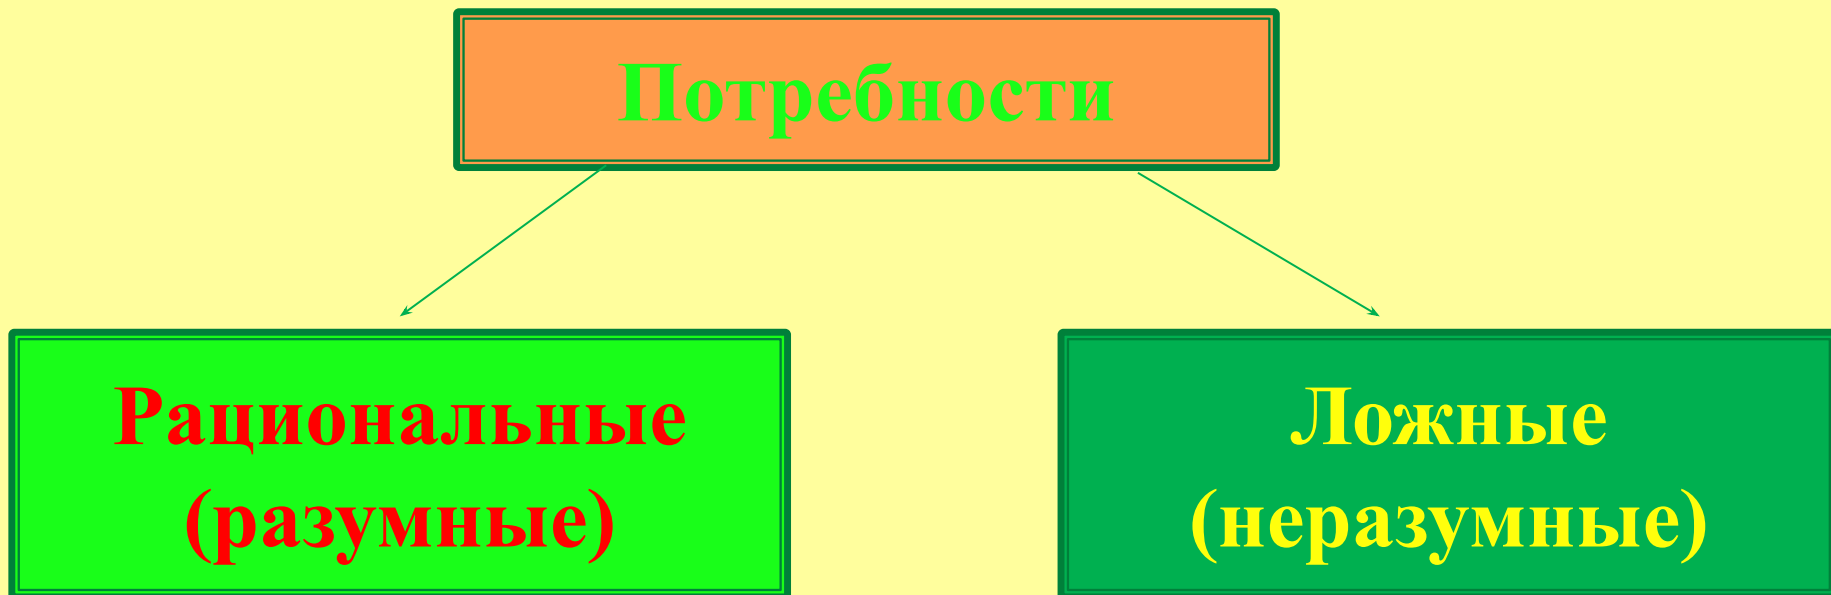 Потребности
Рациональные
(разумные)
Ложные
(неразумные)